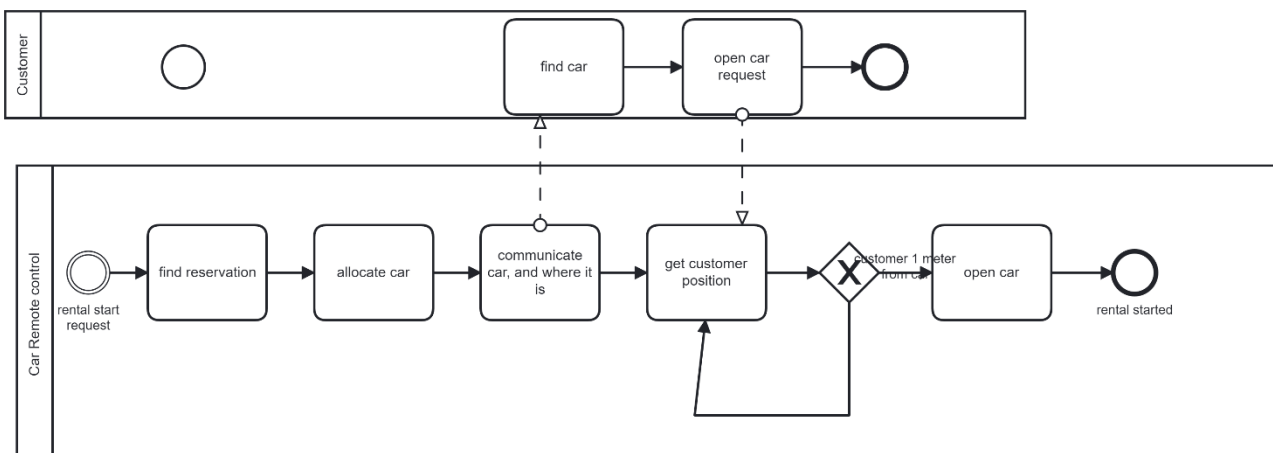 Customer
find car
open car
request
Car Remote control
rental start
request
find reservation
allocate car
communicate
car, and where it
is
get customer
position
X
customer 1 meter
from car
open car
rental started